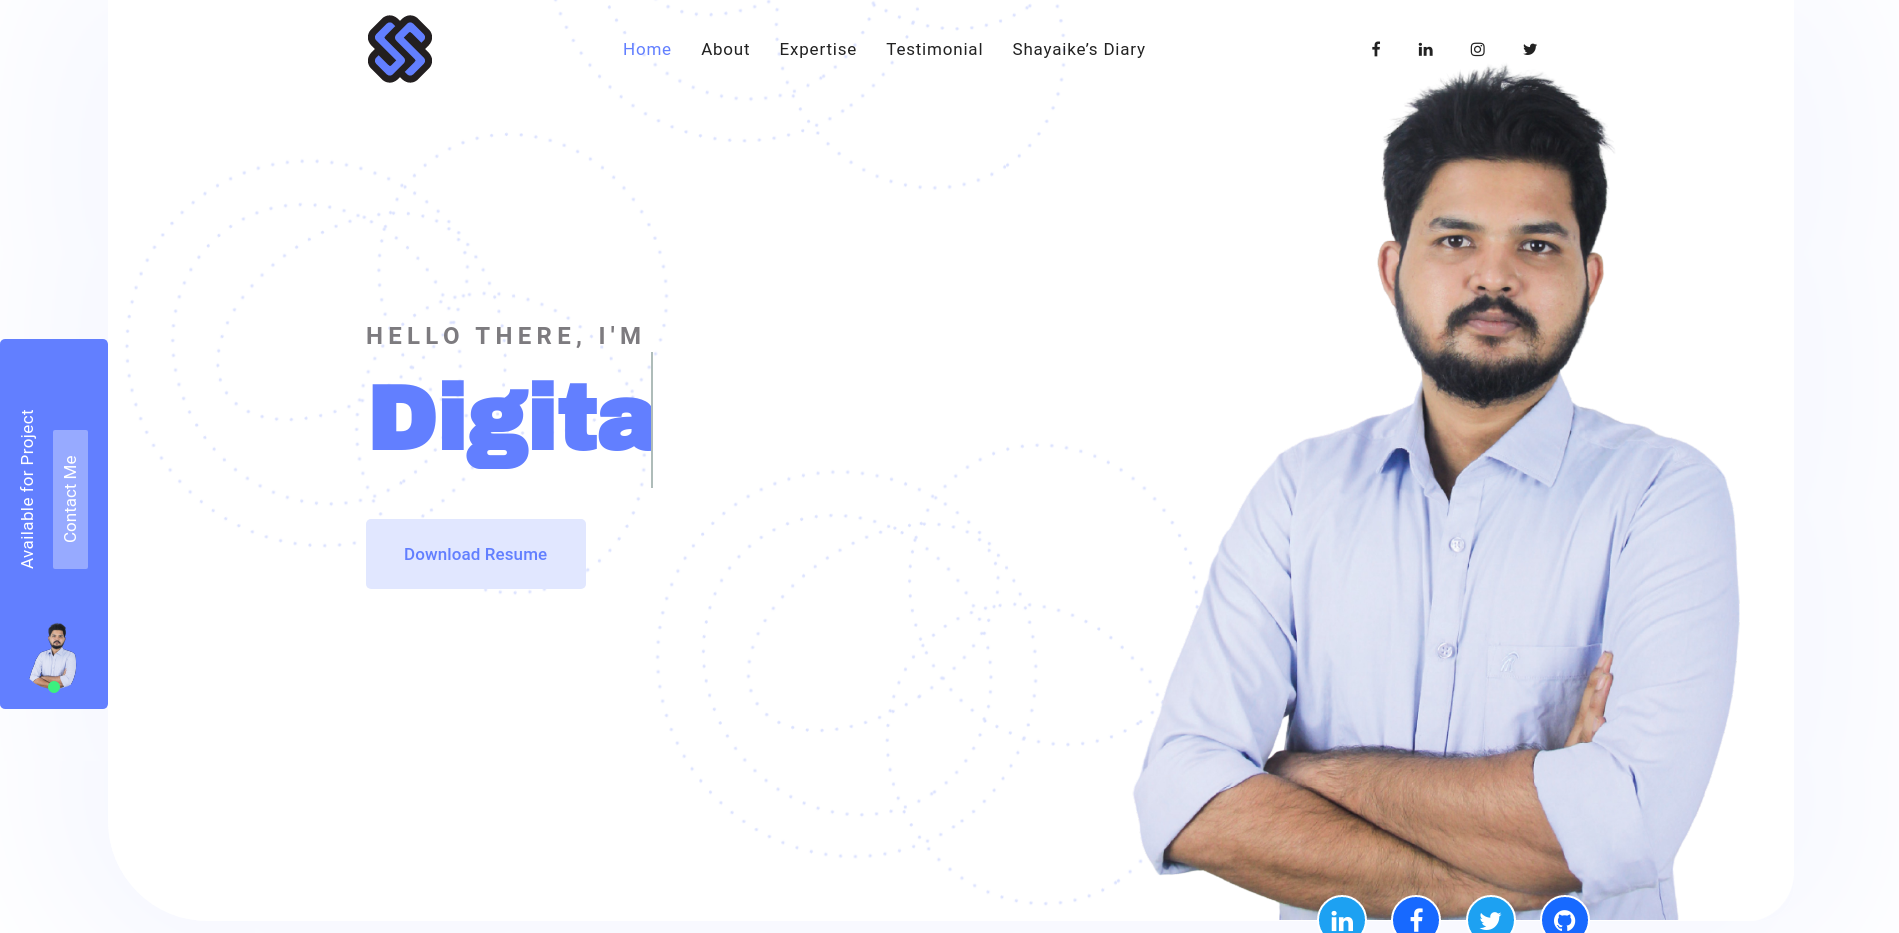 Home About Expertise Testimonial Shayaike’s Diary
HELLO THERE, I'M
Digita
Download Resume
Available for Project
Contact Me